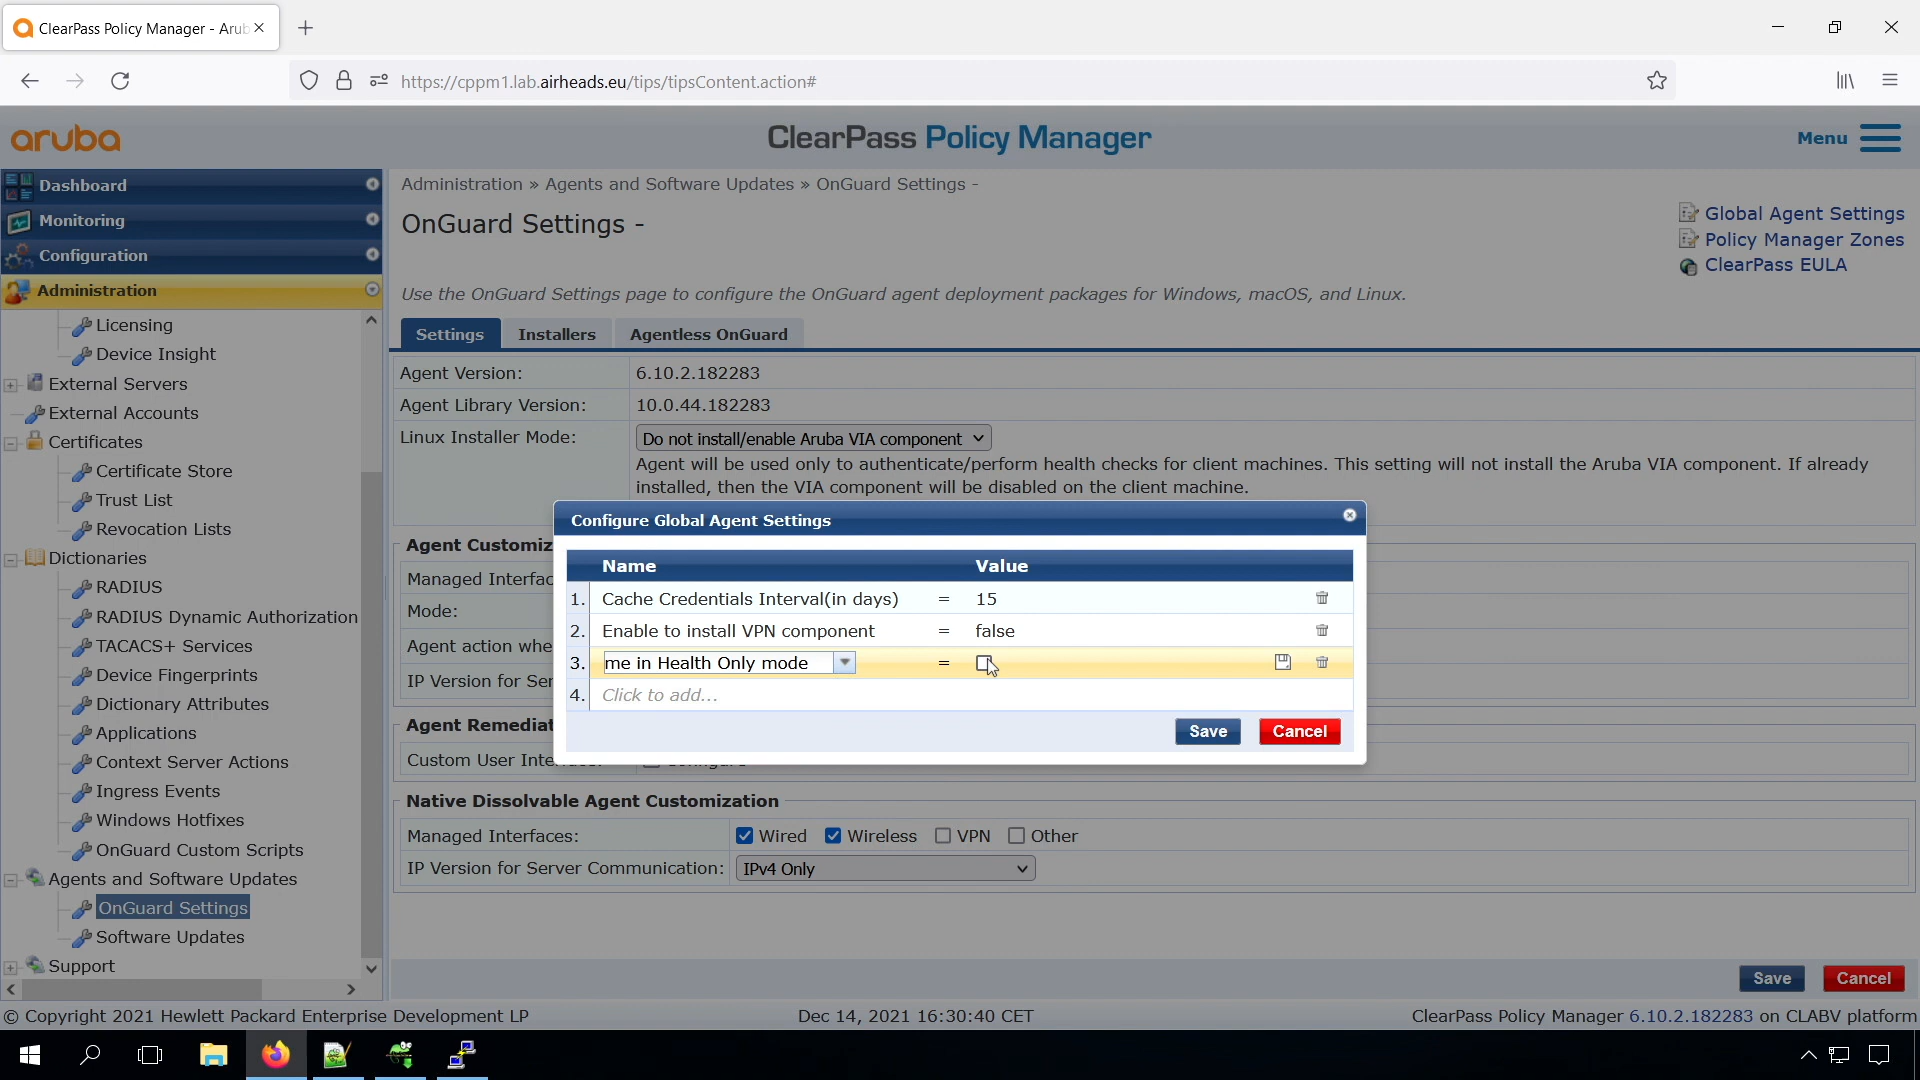 ClearPass Policy Manager - Arub
https://cppm1.lab.airheads.eu/tips/tipsContent.action#
aruba
ClearPass Policy Manager
Menu
Dashboard
Monitoring
Configuration
Administration
Licensing
Device Insight
External Servers
External Accounts
Certificates
Certificate Store
Trust List
Revocation Lists
Dictionaries
RADIUS
RADIUS Dynamic Authorization
TACACS+ Services
Device Fingerprints
Dictionary Attributes
Applications
Context Server Actions
Ingress Events
Windows Hotfixes
OnGuard Custom Scripts
Agents and Software Updates
OnGuard Settings
Software Updates
Support
Administration » Agents and Software Updates » OnGuard Settings -
OnGuard Settings -
Global Agent Settings
Policy Manager Zones
ClearPass EULA
Use the OnGuard Settings page to configure the OnGuard agent deployment packages for Windows, macOS, and Linux.
Settings Installers Agentless OnGuard
Agent Version: 6.10.2.182283
Agent Library Version: 10.0.44.182283
Linux Installer Mode: Do not install/enable Aruba VIA component
Agent will be used only to authenticate/perform health checks for client machines. This setting will not install the Aruba VIA component. If already
installed, then the VIA component will be disabled on the client machine.
Agent Customiz
Managed Interfac
Mode:
Agent action whe
IP Version for Ser
Agent Remediat
Custom User Inte
Configure Global Agent Settings
Name Value
1. Cache Credentials Interval(in days) = 15
2. Enable to install VPN component = false
3. me in Health Only mode =
4. Click to add...
Save Cancel
Native Dissolvable Agent Customization
Managed Interfaces: Wired Wireless VPN Other
IP Version for Server Communication: IPv4 Only
Save Cancel
© Copyright 2021 Hewlett Packard Enterprise Development LP
Dec 14, 2021 16:30:40 CET
ClearPass Policy Manager 6.10.2.182283 on CLABV platform